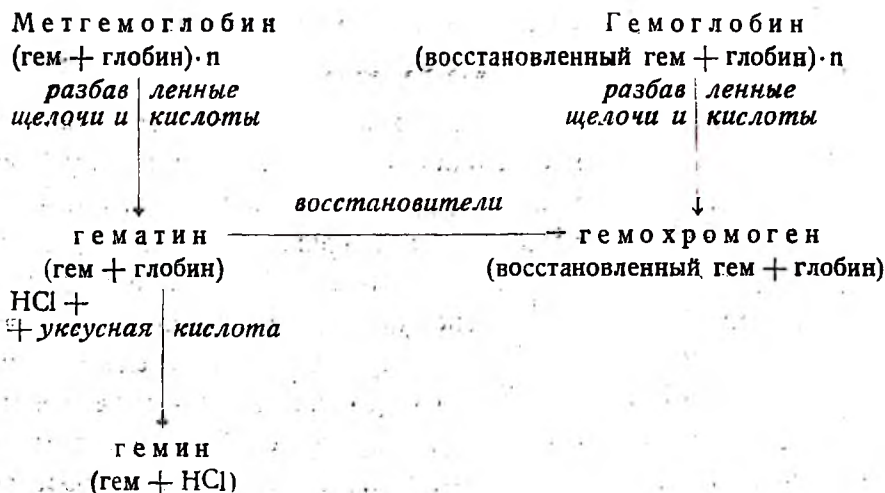 Метгемоглобин
(гем + глобин)·n
разбавленные
щелочи и кислоты
Гемоглобин
(восстановленный гем + глобин)·n
разбавленные
щелочи и кислоты
восстановители
гематин
(гем + глобин)
гемохромоген
(восстановленный гем + глобин)
HCl +
+ уксусная кислота
гемин
(гем + HCl)